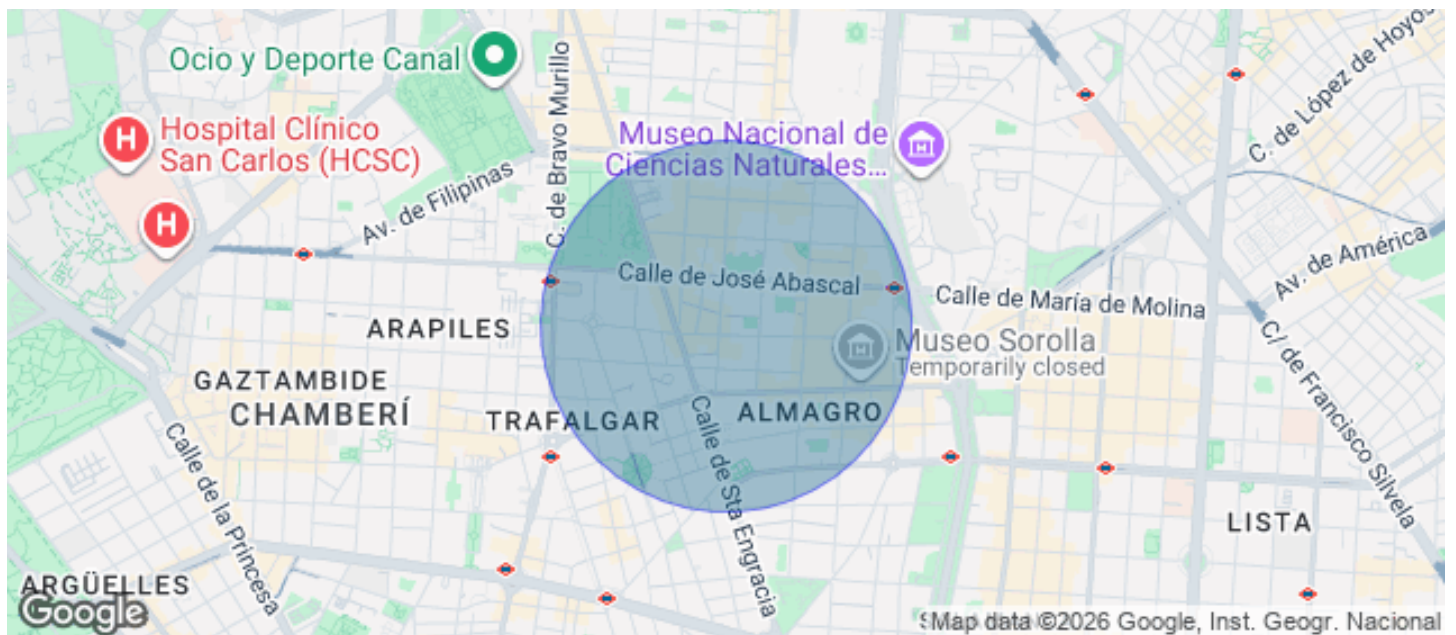 Ocio y Deporte Canal
C. de Bravo Murillo
C. de López de Hoyos
Hospital Clínico
San Carlos (HCSC)
H
H
Museo Nacional de
Ciencias Naturales...
Av. de Filipinas
Calle de José Abascal
Calle de María de Molina
Av. de América
ARAPILES
Museo Sorolla
Temporarily closed
GAZTAMBIDE
CHAMBERÍ
TRAFALGAR
ALMAGRO
C/ de Francisco Silvela
Calle de la Princesa
Calle de Sta Engracia
LISTA
ARGÜELLES
Google
Map data ©2026 Google, Inst. Geogr. Nacional